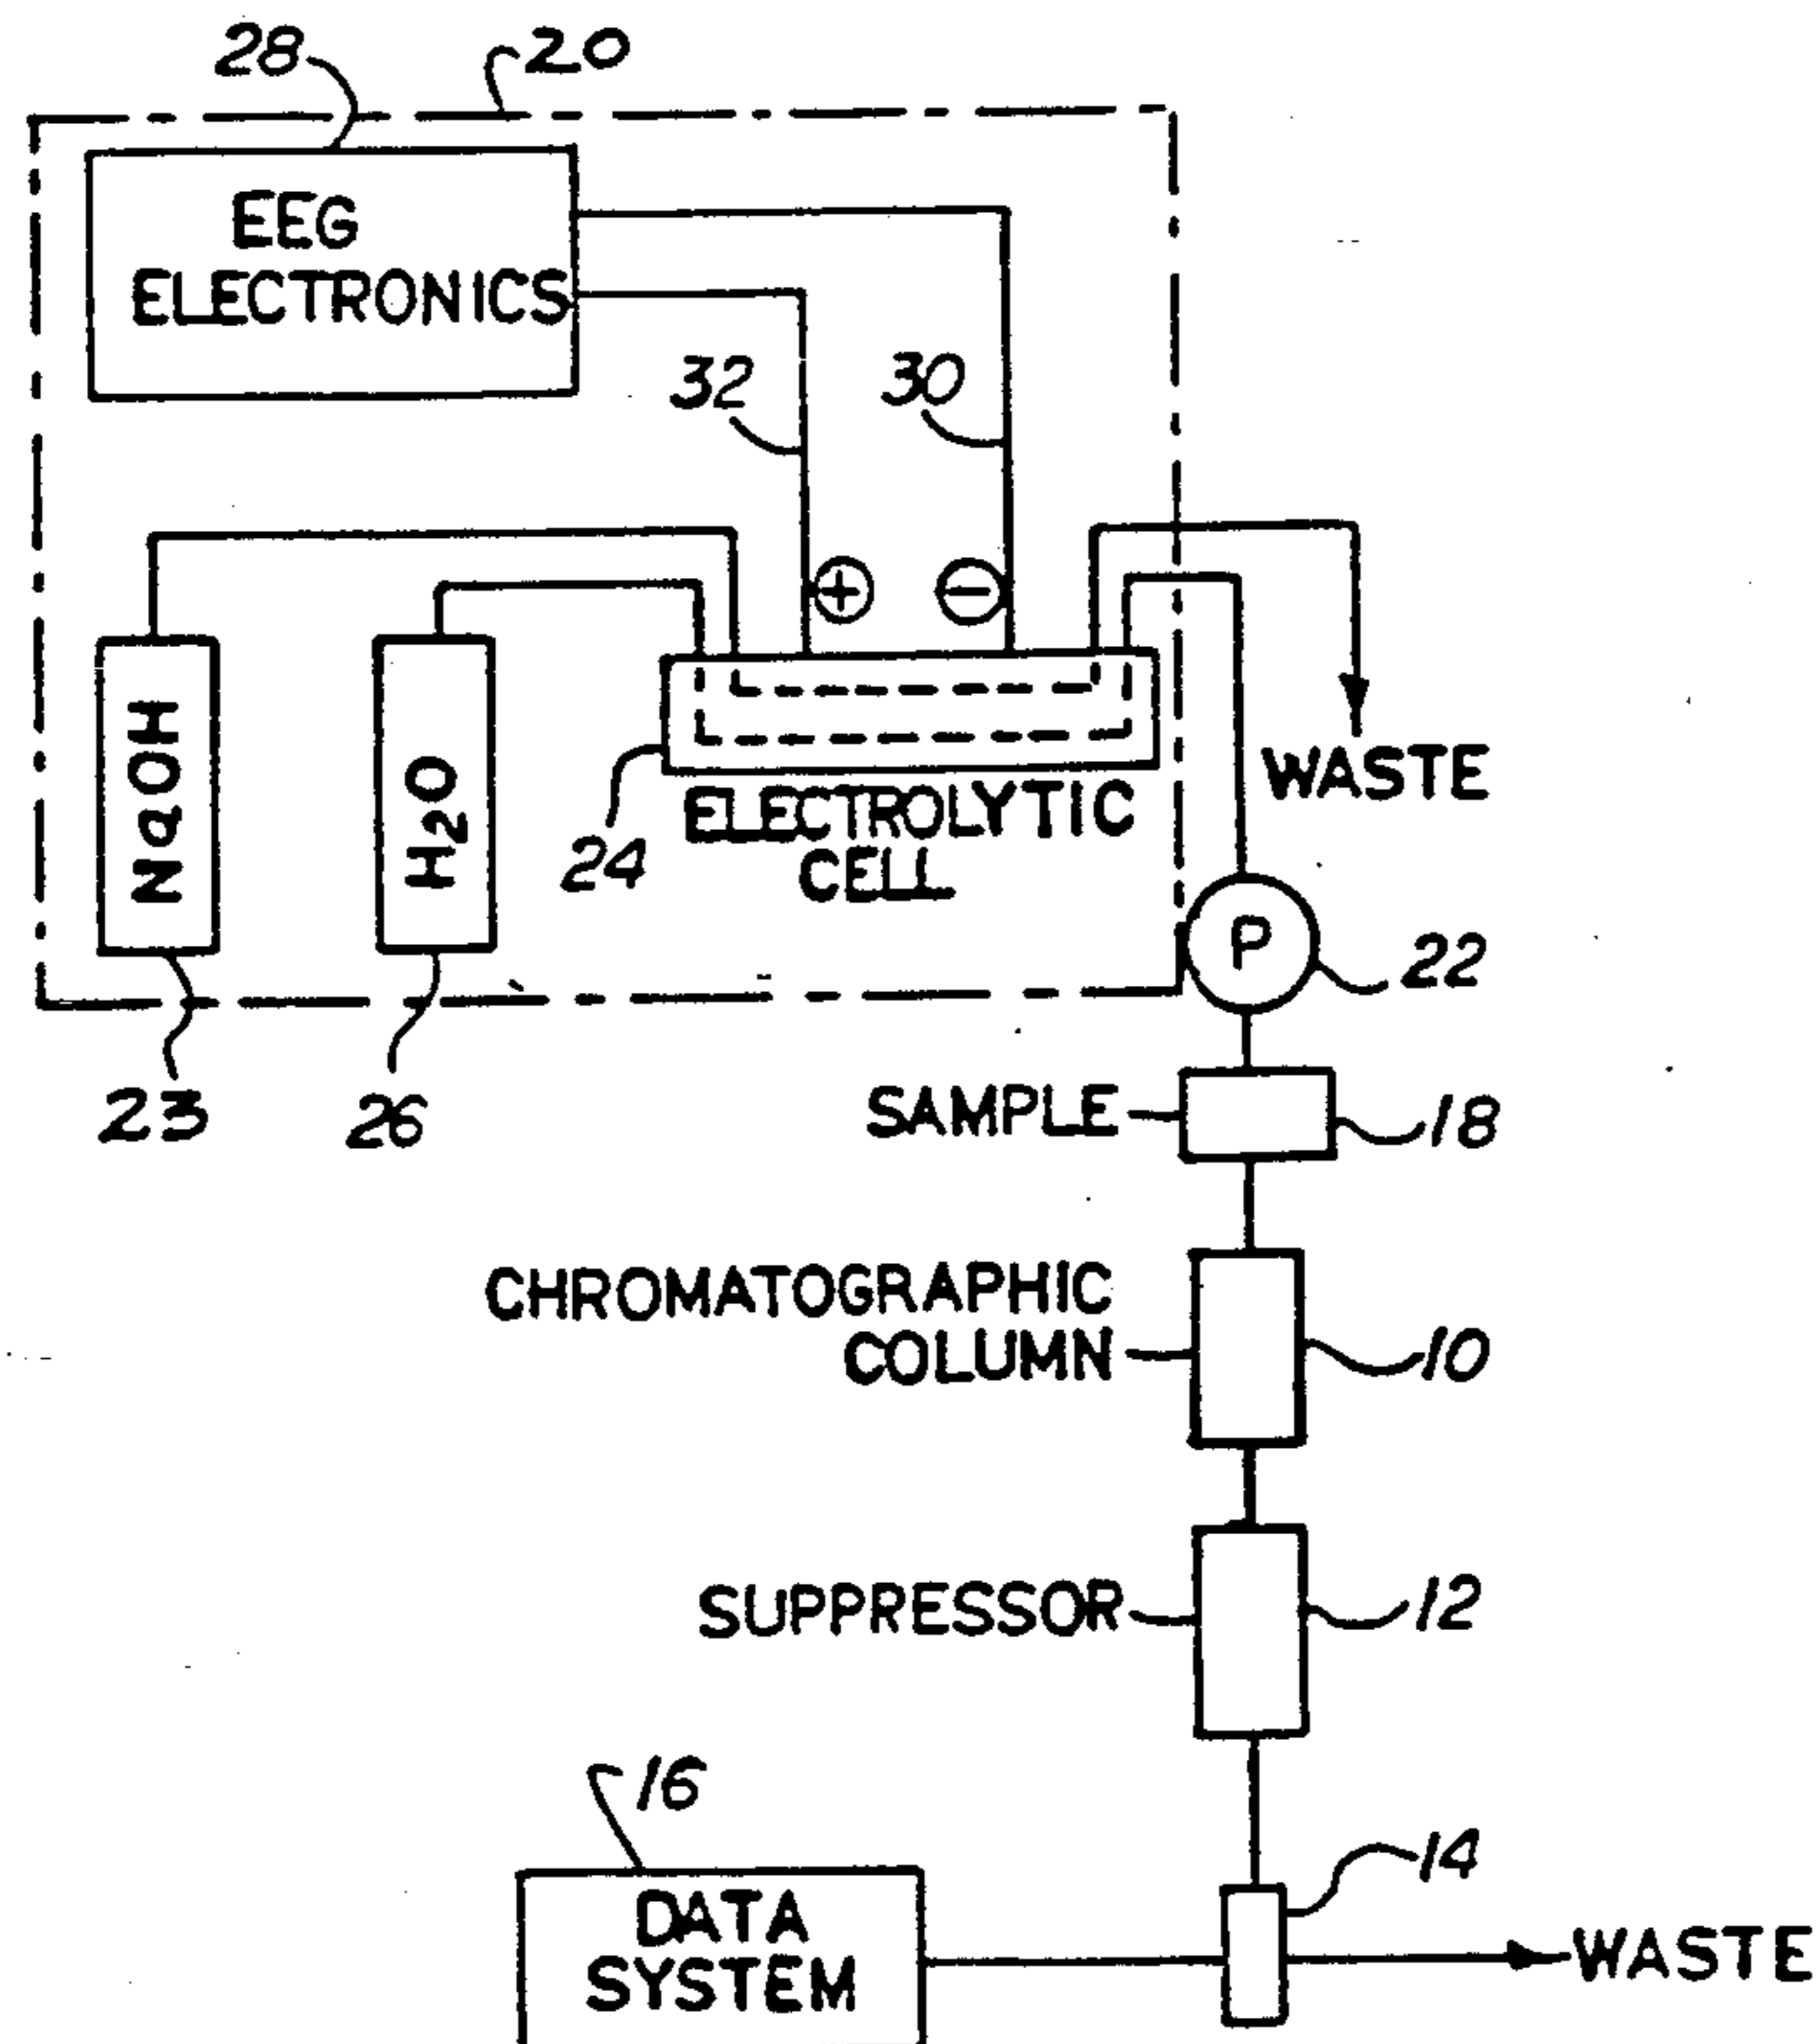 28
20
EEG
ELECTRONICS
32
30
+
−
NaOH
H₂O
ELECTROLYTIC
CELL
24
WASTE
P
22
23
26
SAMPLE
18
CHROMATOGRAPHIC
COLUMN
10
SUPPRESSOR
12
16
14
DATA
SYSTEM
WASTE